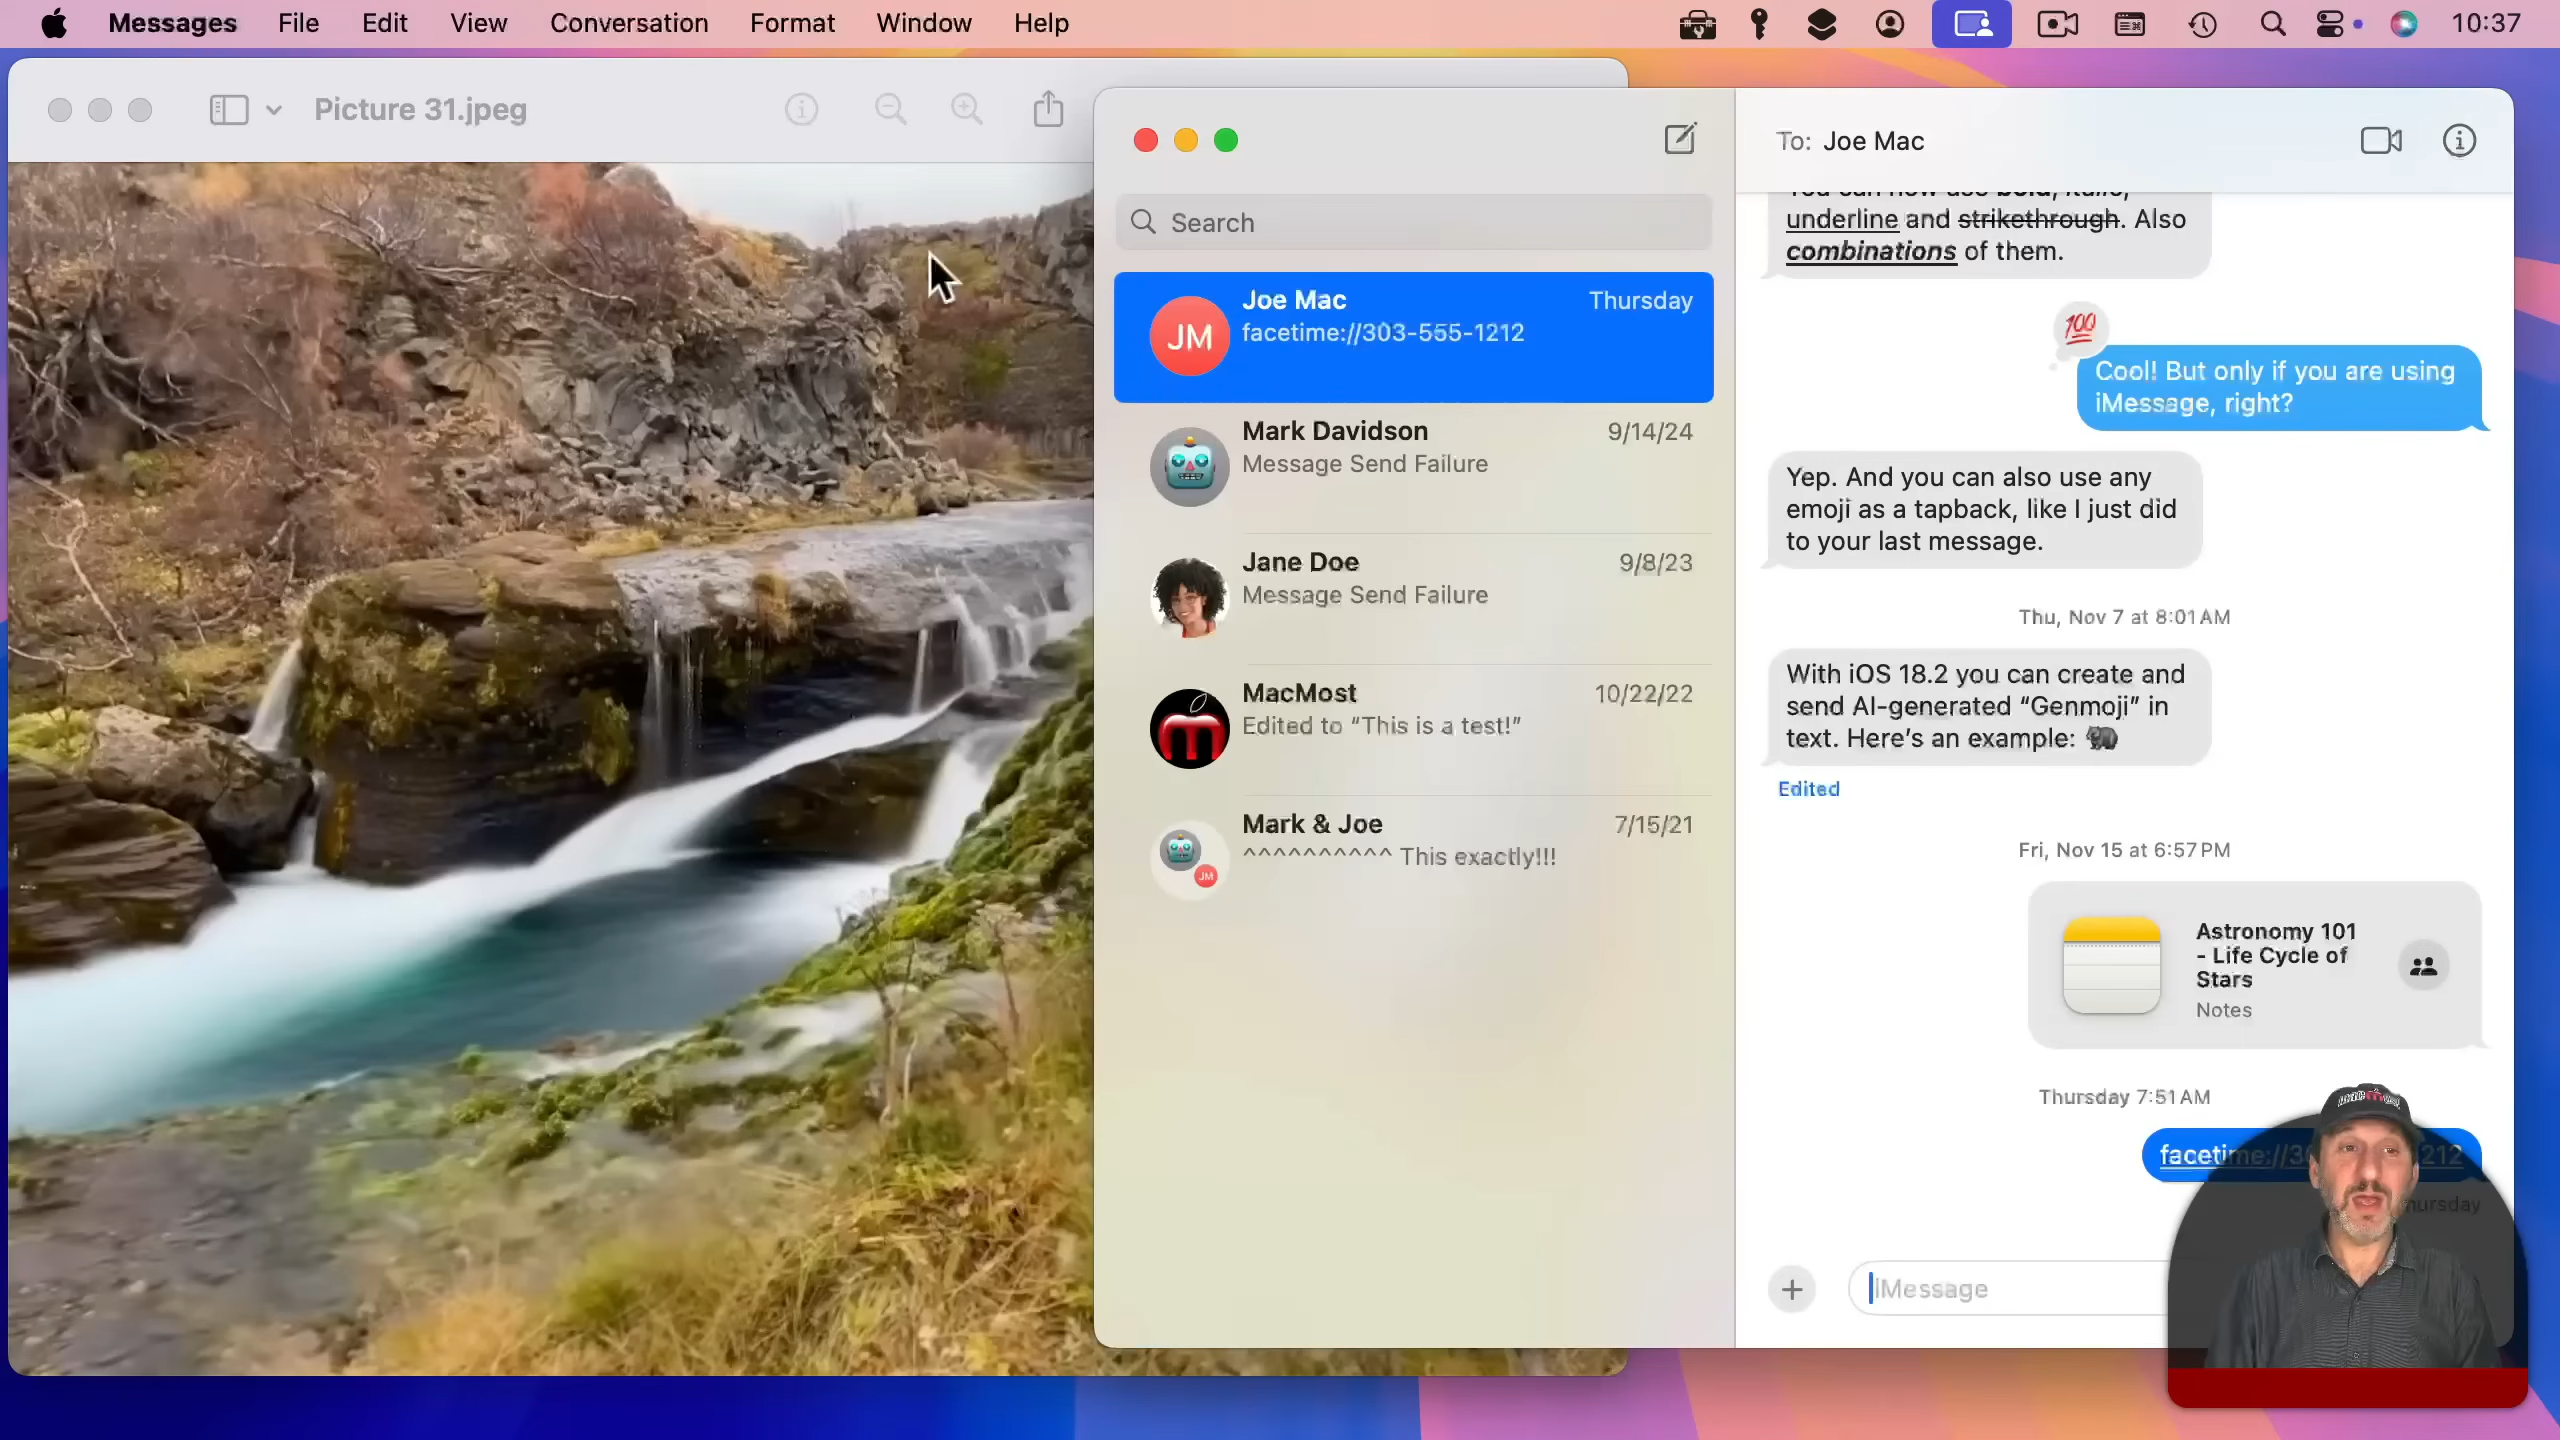 Messages File Edit View Conversation Format Window Help 10:37
Picture 31.jpeg
Search
Joe Mac Thursday
facetime://303-555-1212
JM
Mark Davidson 9/14/24
Message Send Failure
Jane Doe 9/8/23
Message Send Failure
MacMost 10/22/22
Edited to “This is a test!”
Mark & Joe 7/15/21
^^^^^^^^^^ This exactly!!!
JM
To: Joe Mac
underline and strikethrough. Also
combinations of them.
100
Cool! But only if you are using
iMessage, right?
Yep. And you can also use any
emoji as a tapback, like I just did
to your last message.
Thu, Nov 7 at 8:01 AM
With iOS 18.2 you can create and
send AI-generated “Genmoji” in
text. Here’s an example:
Edited
Fri, Nov 15 at 6:57 PM
Astronomy 101
- Life Cycle of
Stars
Notes
Thursday 7:51 AM
iMessage